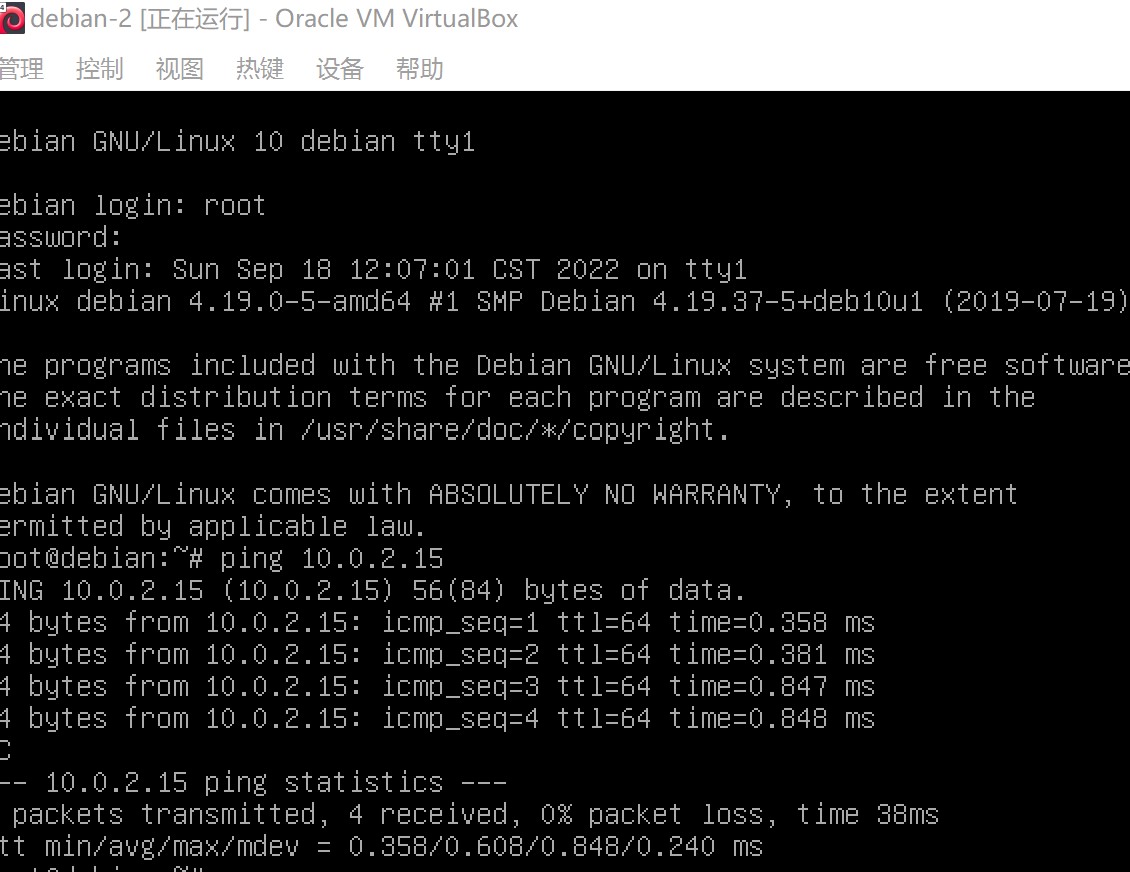 debian-2 [正在运行] - Oracle VM VirtualBox
管理 控制 视图 热键 设备 帮助
ebian GNU/Linux 10 debian tty1
ebian login: root
assword:
ast login: Sun Sep 18 12:07:01 CST 2022 on tty1
inux debian 4.19.0-5-amd64 #1 SMP Debian 4.19.37-5+deb10u1 (2019-07-19)
he programs included with the Debian GNU/Linux system are free software
he exact distribution terms for each program are described in the
ndividual files in /usr/share/doc/*/copyright.
ebian GNU/Linux comes with ABSOLUTELY NO WARRANTY, to the extent
ermitted by applicable law.
oot@debian:~# ping 10.0.2.15
ING 10.0.2.15 (10.0.2.15) 56(84) bytes of data.
4 bytes from 10.0.2.15: icmp_seq=1 ttl=64 time=0.358 ms
4 bytes from 10.0.2.15: icmp_seq=2 ttl=64 time=0.381 ms
4 bytes from 10.0.2.15: icmp_seq=3 ttl=64 time=0.847 ms
4 bytes from 10.0.2.15: icmp_seq=4 ttl=64 time=0.848 ms
C
-- 10.0.2.15 ping statistics ---
packets transmitted, 4 received, 0% packet loss, time 38ms
tt min/avg/max/mdev = 0.358/0.608/0.848/0.240 ms